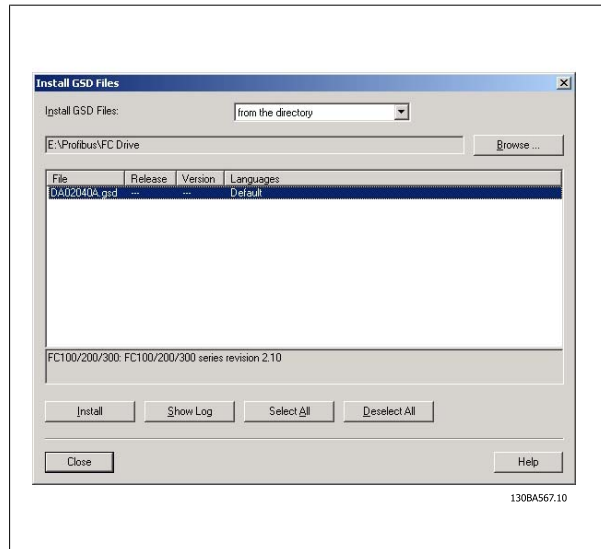 Install GSD Files
Install GSD Files: from the directory
E:\Profibus\FC Drive Browse ...
File Release Version Languages
DA02040A.gsd --- --- Default
FC100/200/300: FC100/200/300 series revision 2.10
Install Show Log Select All Deselect All
Close Help
130BA567.10